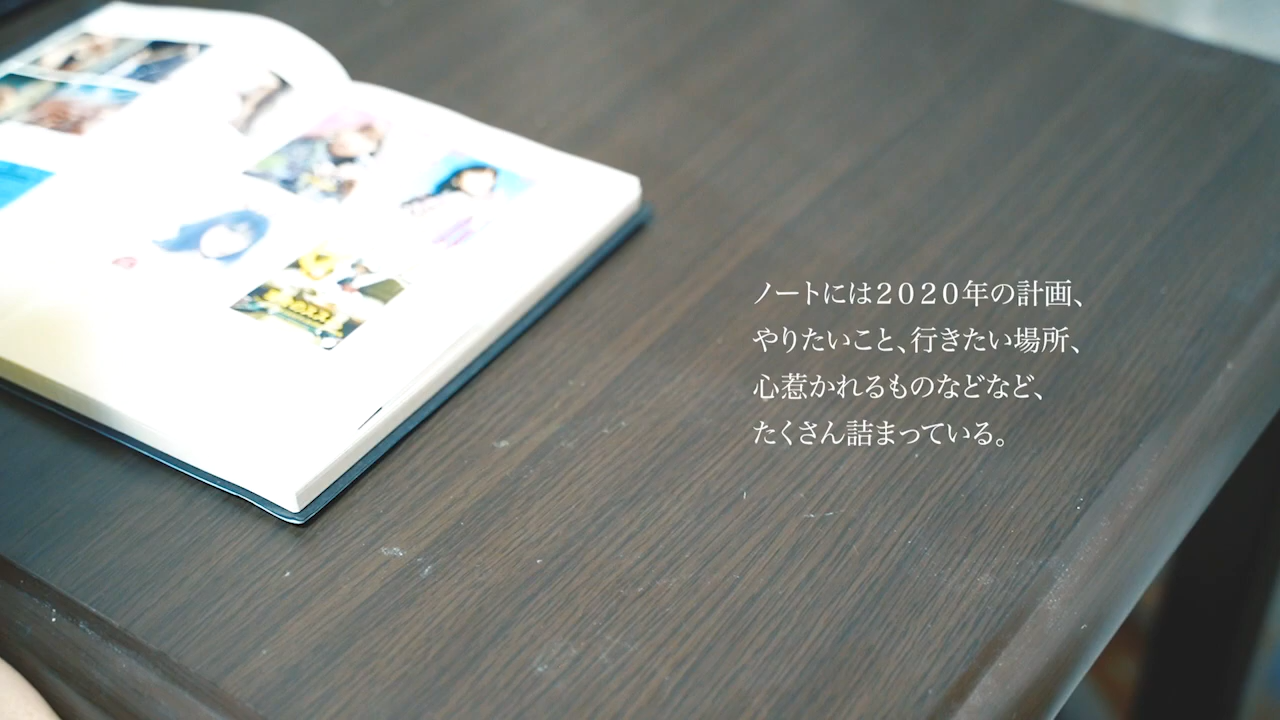 ノートには２０２０年の計画、
やりたいこと、行きたい場所、
心惹かれるものなどなど、
たくさん詰まっている。